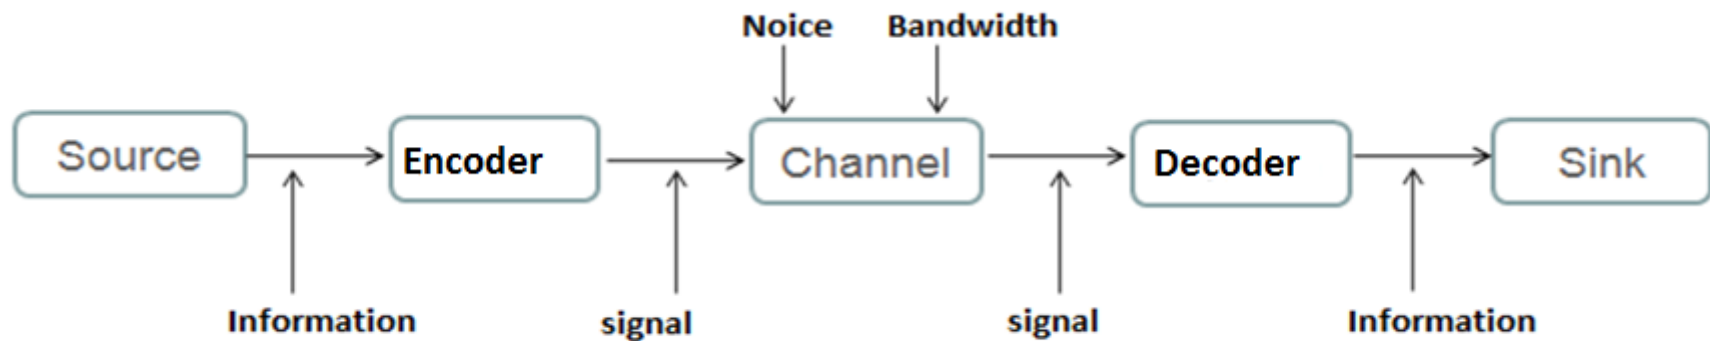 Noice Bandwidth
Source Encoder Channel Decoder Sink
Information signal signal Information